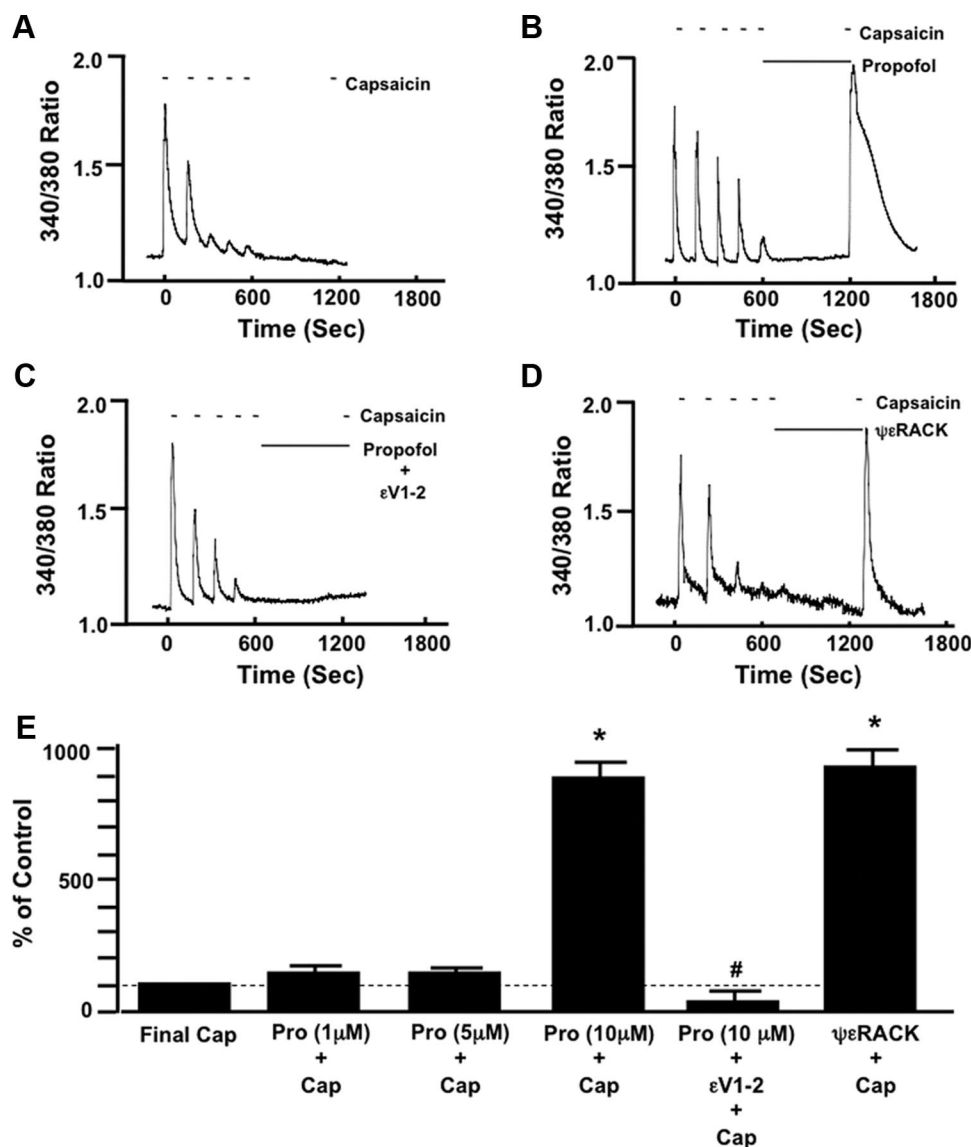 A
340/380 Ratio
2.0
1.5
1.0
Capsaicin
0 600 1200 1800
Time (Sec)
B
340/380 Ratio
2.0
1.5
1.0
Capsaicin
Propofol
0 600 1200 1800
Time (Sec)
C
340/380 Ratio
2.0
1.5
1.0
Capsaicin
Propofol
+
εV1-2
0 600 1200 1800
Time (Sec)
D
340/380 Ratio
2.0
1.5
1.0
Capsaicin
ψεRACK
0 600 1200 1800
Time (Sec)
E
% of Control
1000
500
0
*
#
*
Final Cap
Pro (1μM)
+
Cap
Pro (5μM)
+
Cap
Pro (10μM)
+
Cap
Pro (10 μM)
+
εV1-2
+
Cap
ψεRACK
+
Cap